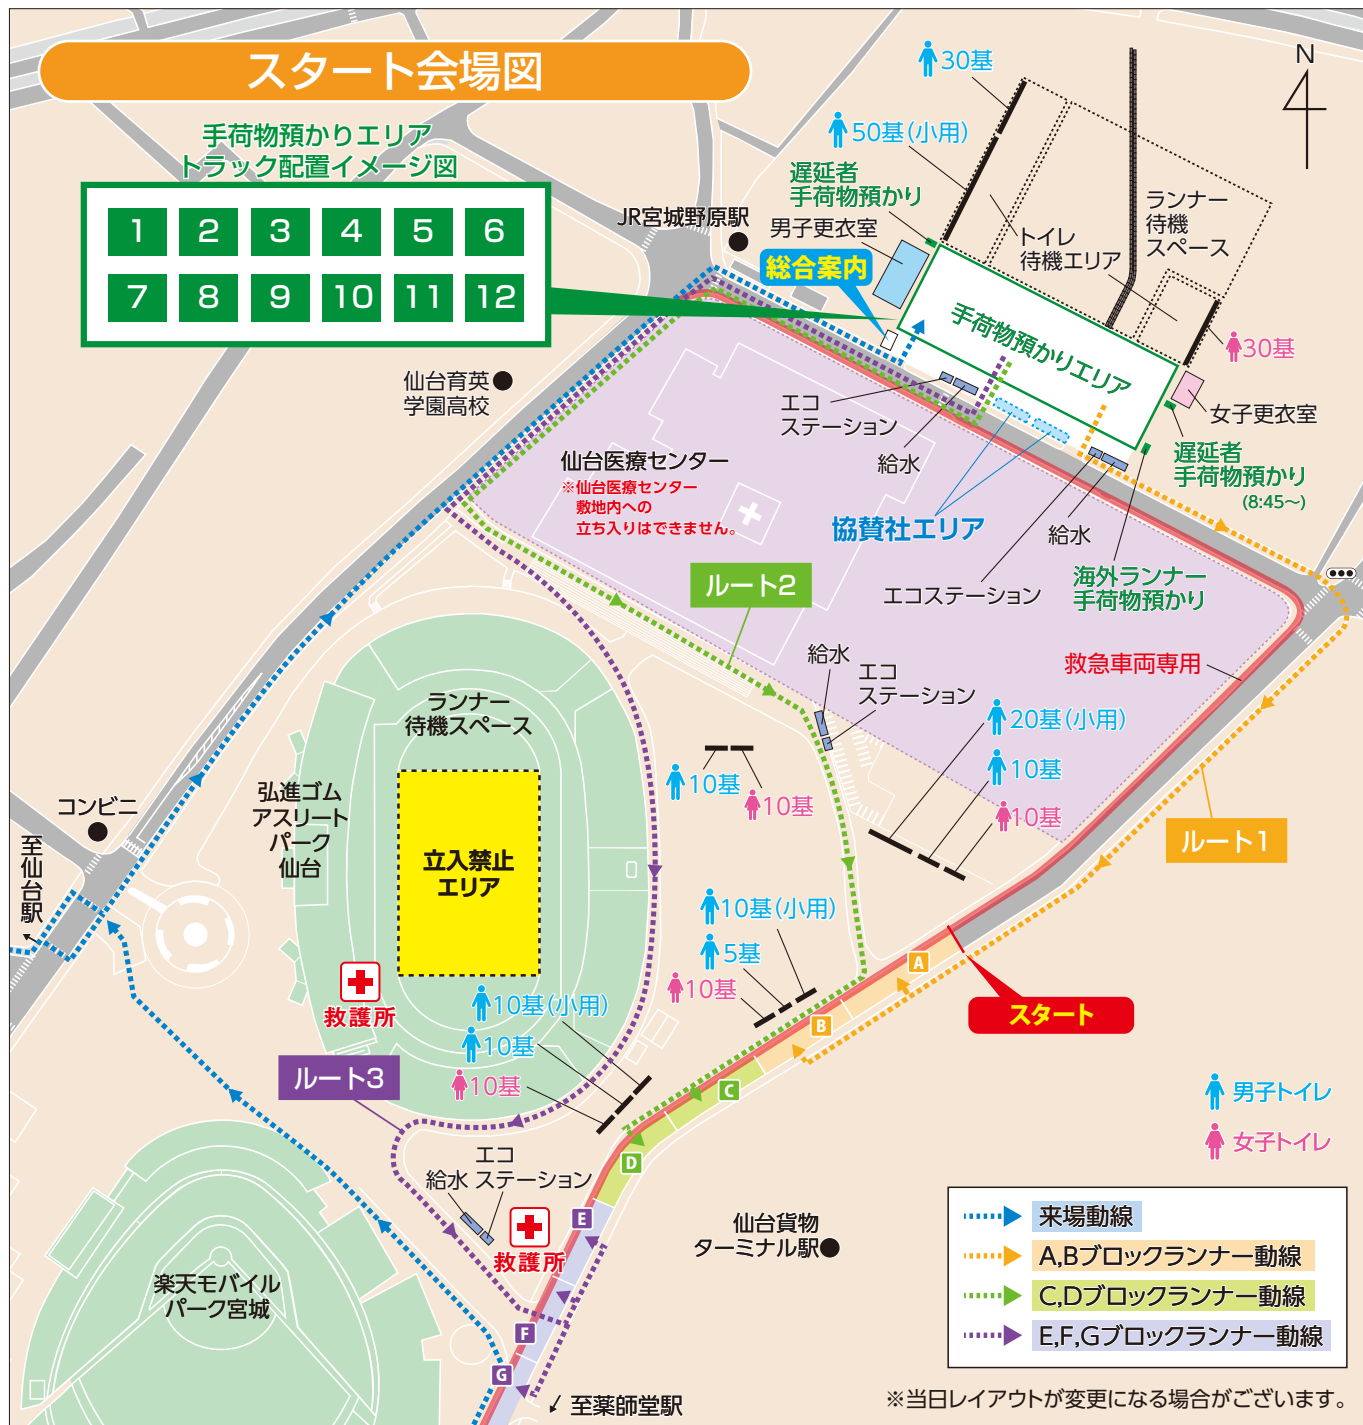 スタート会場図
N
手荷物預かりエリア
トラック配置イメージ図
1 2 3 4 5 6
7 8 9 10 11 12
30基
50基(小用)
遅延者
手荷物預かり
男子更衣室
JR宮城野原駅
総合案内
トイレ
待機エリア
ランナー
待機
スペース
手荷物預かりエリア
30基
女子更衣室
遅延者
手荷物預かり
(8:45～)
仙台育英
学園高校
エコ
ステーション
給水
協賛社エリア
給水
エコステーション
海外ランナー
手荷物預かり
仙台医療センター
※仙台医療センター
敷地内への
立ち入りはできません。
ルート2
給水
エコ
ステーション
救急車両専用
20基(小用)
10基
10基
10基
10基
ルート1
ランナー
待機スペース
弘進ゴム
アスリート
パーク
仙台
立入禁止
エリア
コンビニ
至仙台駅
救護所
10基(小用)
5基
10基
10基(小用)
10基
10基
A
B
C
D
E
F
G
スタート
ルート3
エコ
給水 ステーション
救護所
仙台貨物
ターミナル駅
楽天モバイル
パーク宮城
至薬師堂駅
男子トイレ
女子トイレ
来場動線
A,Bブロックランナー動線
C,Dブロックランナー動線
E,F,Gブロックランナー動線
※当日レイアウトが変更になる場合がございます。